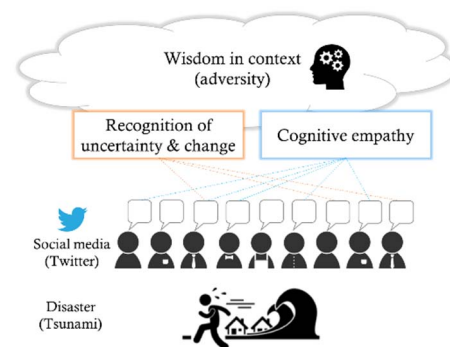 Wisdom in context
(adversity)
Recognition of
uncertainty & change
Cognitive empathy
Social media
(Twitter)
Disaster
(Tsunami)